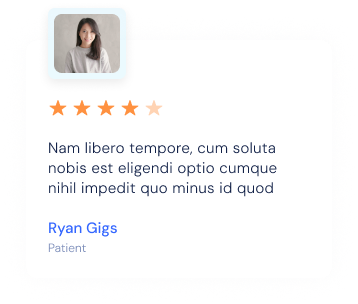 Nam libero tempore, cum soluta
nobis est eligendi optio cumque
nihil impedit quo minus id quod
Ryan Gigs
Patient